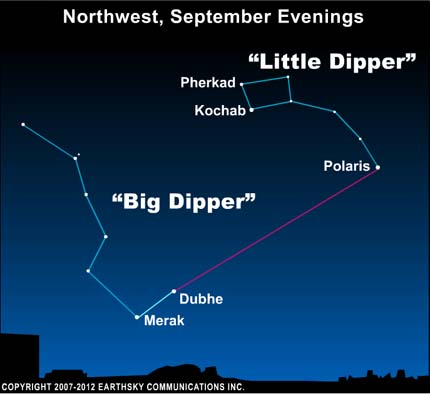 Northwest, September Evenings
“Little Dipper”
Pherkad
Kochab
Polaris
“Big Dipper”
Dubhe
Merak
COPYRIGHT 2007-2012 EARTHSKY COMMUNICATIONS INC.